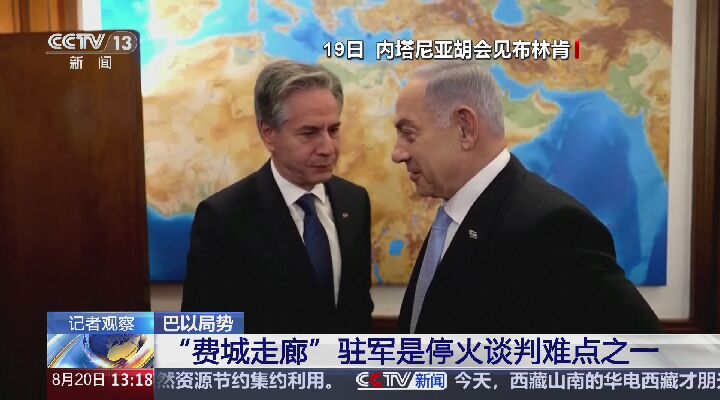 CCTV 13
新闻
19日 内塔尼亚胡会见布林肯
记者观察
巴以局势
“费城走廊”驻军是停火谈判难点之一
8月20日 13:18
然资源节约集约利用。 CCTV新闻 今天，西藏山南的华电西藏才朋光